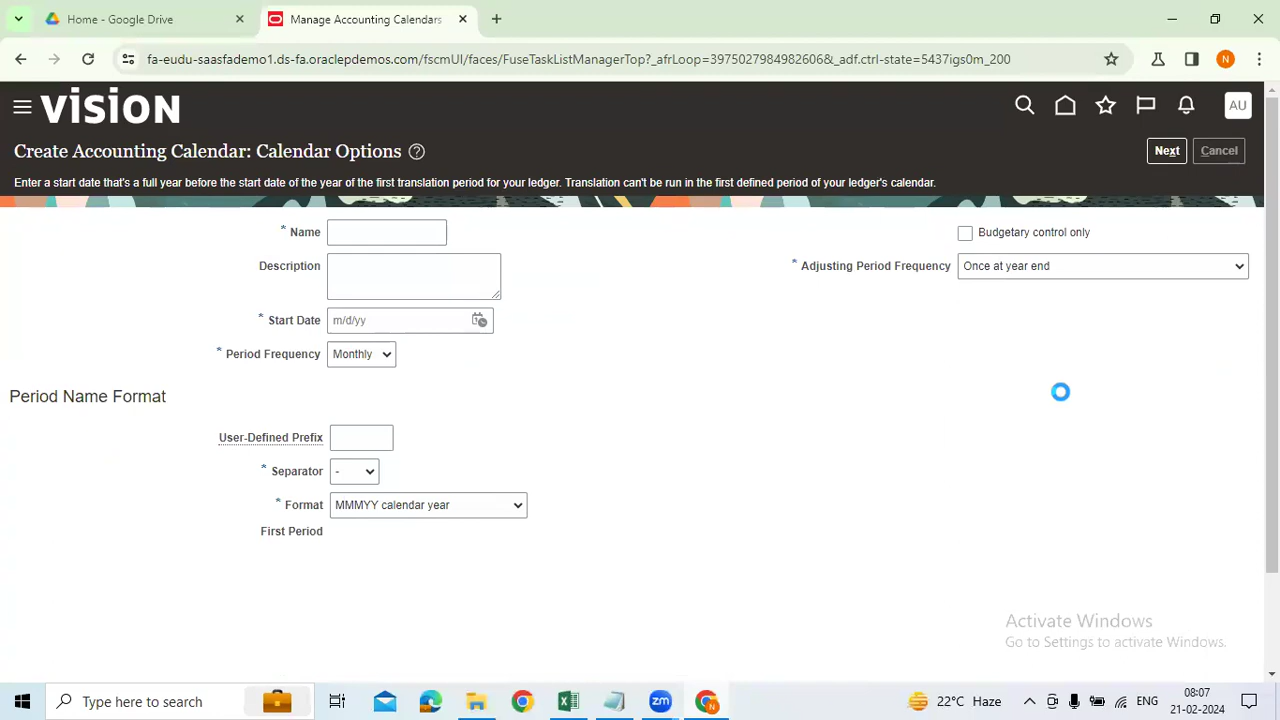 Home - Google Drive
Manage Accounting Calendars
fa-eudu-saasfademo1.ds-fa.oraclepdemos.com/fscmUI/faces/FuseTaskListManagerTop?_afrLoop=39750279849826​06&_adf.ctrl-state=5437igs0m_200
N
VISION
AU
Create Accounting Calendar: Calendar Options ?
Next Cancel
Enter a start date that's a full year before the start date of the year of the first translation period for your ledger. Translation can't be run in the first defined period of your ledger's calendar.
* Name
Budgetary control only
Description
* Adjusting Period Frequency Once at year end
* Start Date m/d/yy
* Period Frequency Monthly
Period Name Format
User-Defined Prefix
* Separator -
* Format MMMYY calendar year
First Period
Activate Windows
Go to Settings to activate Windows.
Type here to search
zm
N
22°C Haze
ENG
08:07
21-02-2024